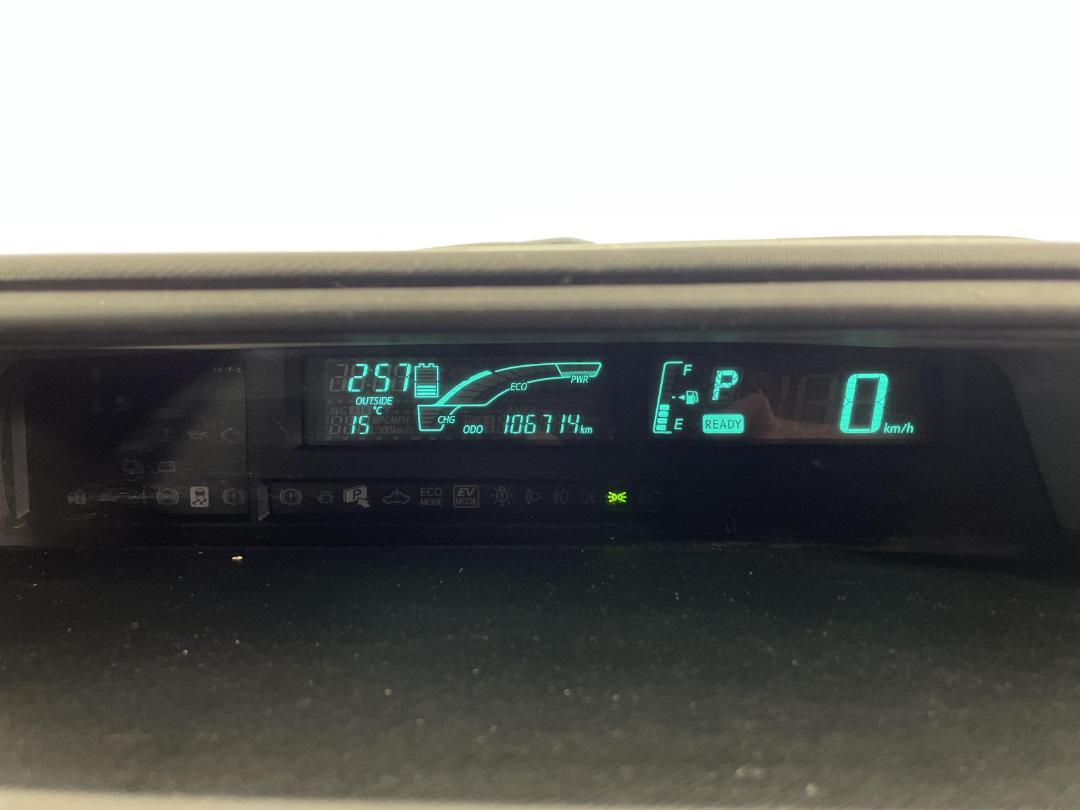 2:57
OUTSIDE
°C
15
ECO
PWR
CHG
ODO 106714 km
F
E
P
READY
0 km/h
P
ECO
MODE
EV
MODE